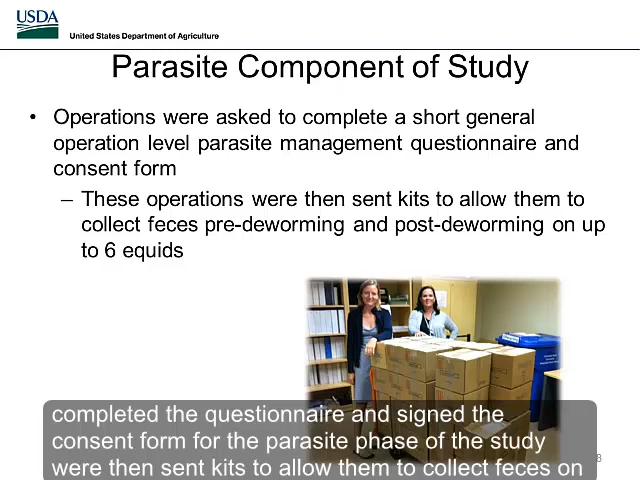 USDA
United States Department of Agriculture
Parasite Component of Study
• Operations were asked to complete a short general
operation level parasite management questionnaire and
consent form
– These operations were then sent kits to allow them to
collect feces pre-deworming and post-deworming on up
to 6 equids
completed the questionnaire and signed the
consent form for the parasite phase of the study
were then sent kits to allow them to collect feces on
8